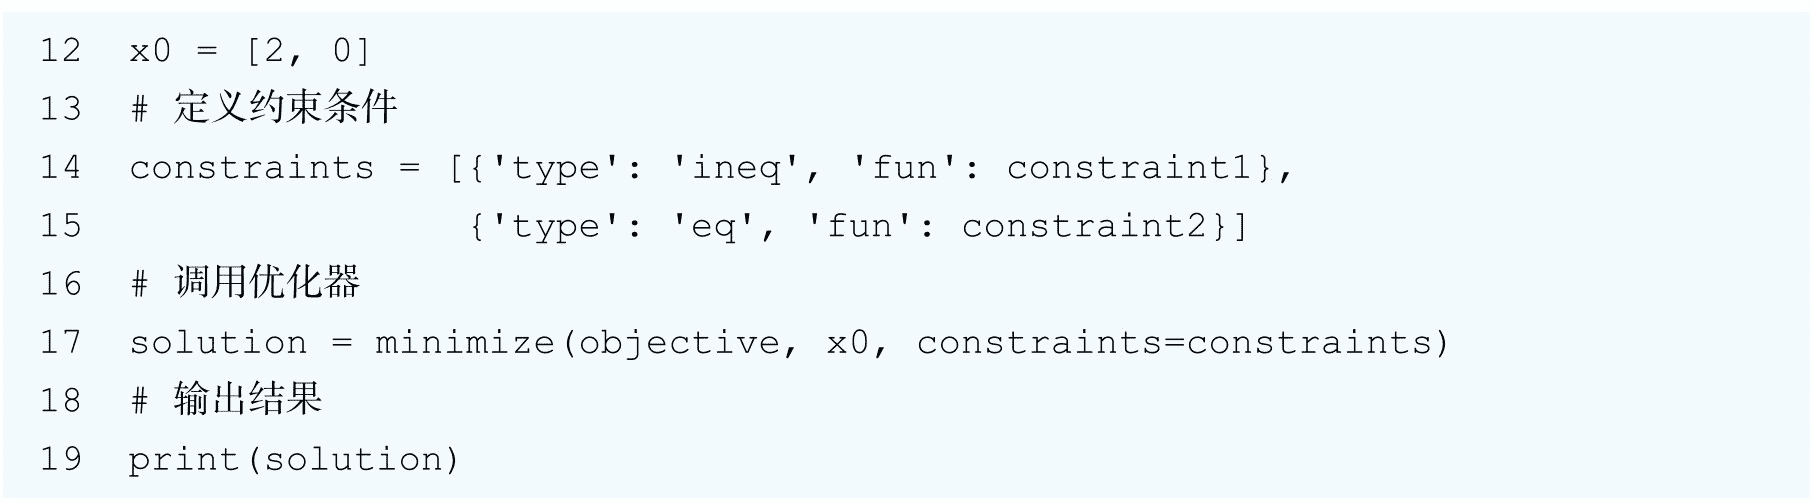 12 x0 = [2, 0]
13 # 定义约束条件
14 constraints = [{'type': 'ineq', 'fun': constraint1},
15                {'type': 'eq', 'fun': constraint2}]
16 # 调用优化器
17 solution = minimize(objective, x0, constraints=constraints)
18 # 输出结果
19 print(solution)